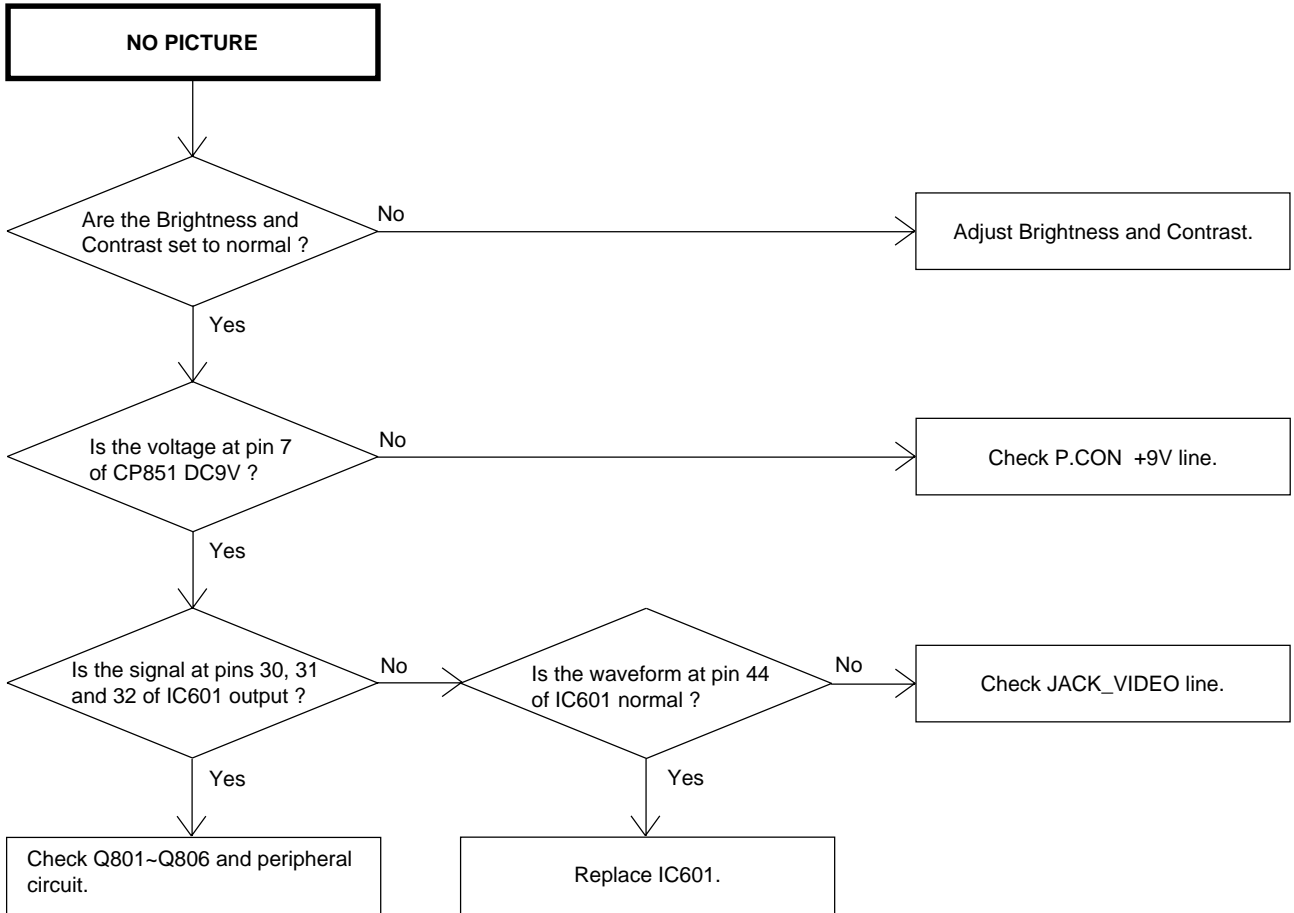 NO PICTURE
Are the Brightness and
Contrast set to normal ?
No
Adjust Brightness and Contrast.
Yes
Is the voltage at pin 7
of CP851 DC9V ?
No
Check P.CON +9V line.
Yes
Is the signal at pins 30, 31
and 32 of IC601 output ?
No
Is the waveform at pin 44
of IC601 normal ?
No
Check JACK_VIDEO line.
Yes
Yes
Check Q801~Q806 and peripheral
circuit.
Replace IC601.